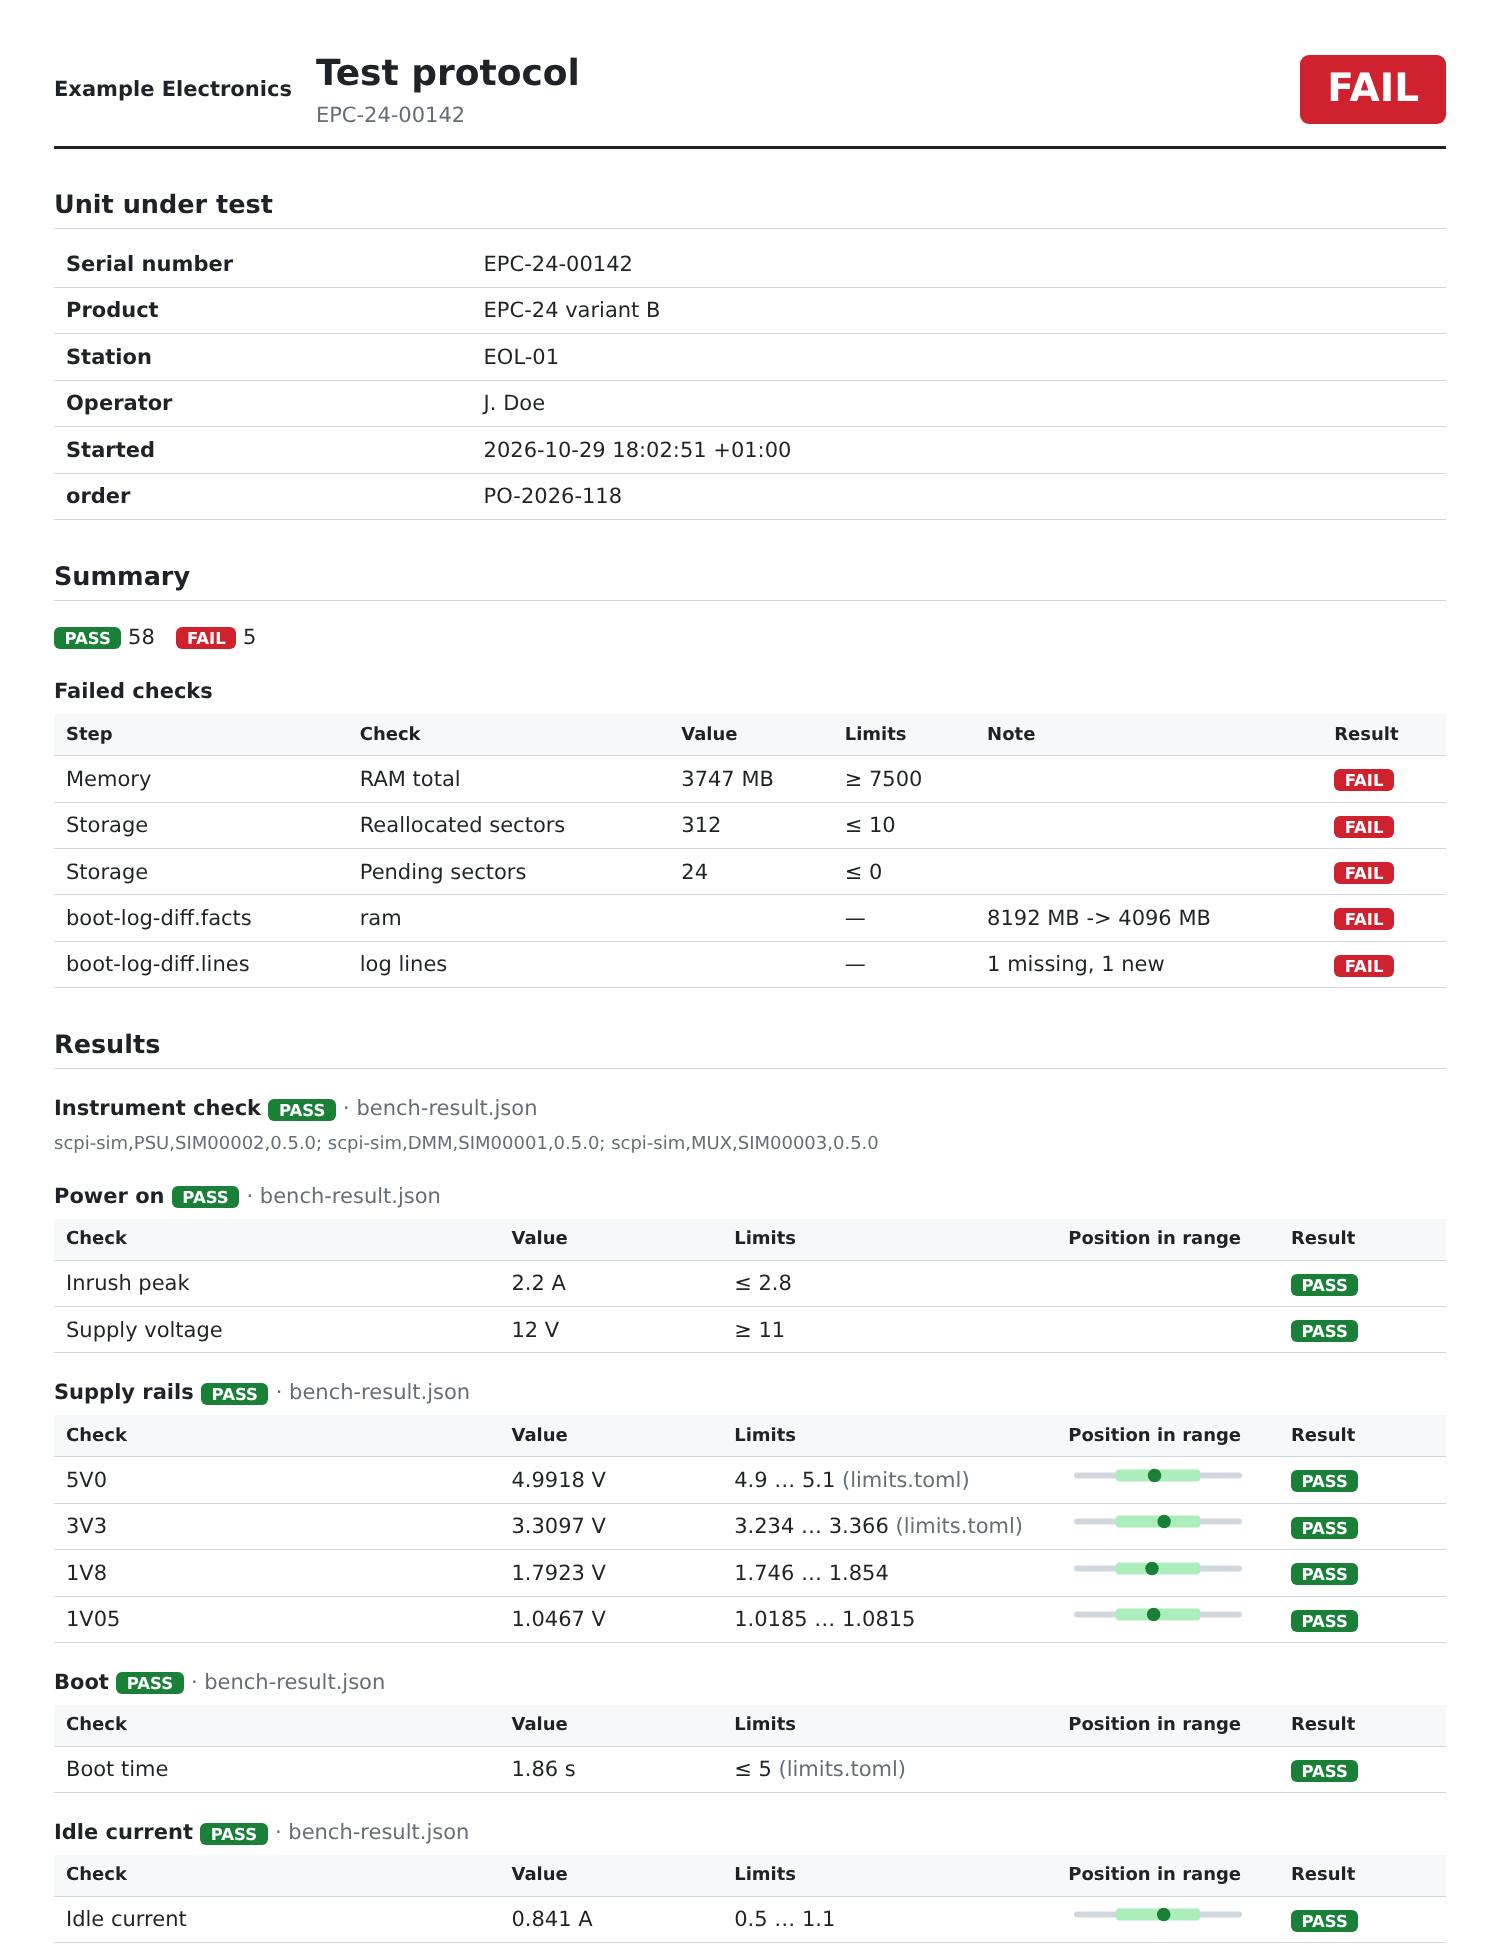 Example Electronics
Test protocol
EPC-24-00142
FAIL
Unit under test
Serial number EPC-24-00142
Product EPC-24 variant B
Station EOL-01
Operator J. Doe
Started 2026-10-29 18:02:51 +01:00
order PO-2026-118
Summary
PASS 58 FAIL 5
Failed checks
Step Check Value Limits Note Result
Memory RAM total 3747 MB ≥ 7500 FAIL
Storage Reallocated sectors 312 ≤ 10 FAIL
Storage Pending sectors 24 ≤ 0 FAIL
boot-log-diff.facts ram — 8192 MB -> 4096 MB FAIL
boot-log-diff.lines log lines — 1 missing, 1 new FAIL
Results
Instrument check PASS · bench-result.json
scpi-sim,PSU,SIM00002,0.5.0; scpi-sim,DMM,SIM00001,0.5.0; scpi-sim,MUX,SIM00003,0.5.0
Power on PASS · bench-result.json
Check Value Limits Position in range Result
Inrush peak 2.2 A ≤ 2.8 PASS
Supply voltage 12 V ≥ 11 PASS
Supply rails PASS · bench-result.json
Check Value Limits Position in range Result
5V0 4.9918 V 4.9 … 5.1 (limits.toml) PASS
3V3 3.3097 V 3.234 … 3.366 (limits.toml) PASS
1V8 1.7923 V 1.746 … 1.854 PASS
1V05 1.0467 V 1.0185 … 1.0815 PASS
Boot PASS · bench-result.json
Check Value Limits Position in range Result
Boot time 1.86 s ≤ 5 (limits.toml) PASS
Idle current PASS · bench-result.json
Check Value Limits Position in range Result
Idle current 0.841 A 0.5 … 1.1 PASS